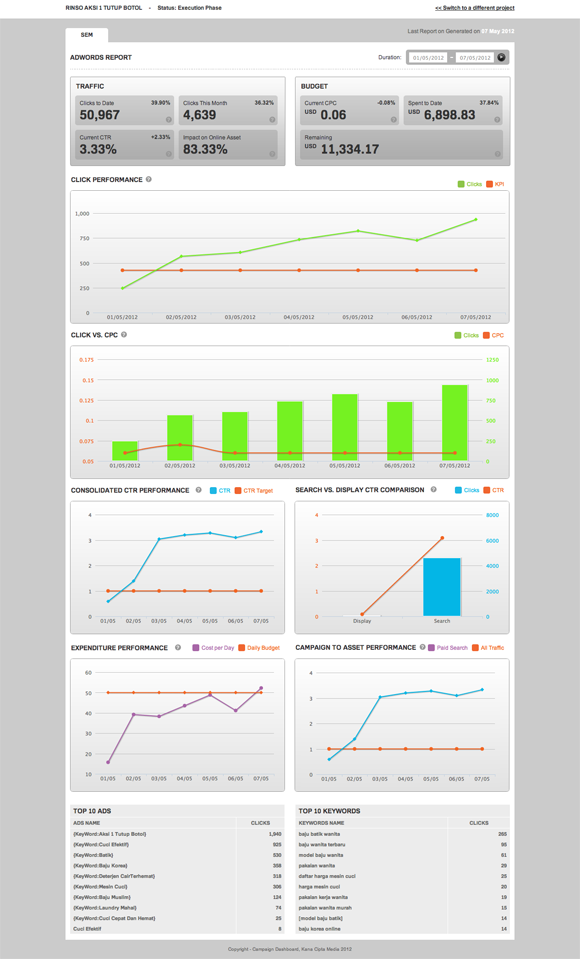 RINSO AKSI 1 TUTUP BOTOL - Status: Execution Phase
<< Switch to a different project
SEM
Last Report on Generated on 07 May 2012
ADWORDS REPORT
Duration: 01/05/2012 - 07/05/2012
TRAFFIC
Clicks to Date 39.90%
50,967
Clicks This Month 36.32%
4,639
Current CTR +2.33%
3.33%
Impact on Online Asset
83.33%
BUDGET
Current CPC -0.08%
USD 0.06
Spent to Date 37.84%
USD 6,898.83
Remaining
USD 11,334.17
CLICK PERFORMANCE ?
Clicks KPI
1,000
750
500
250
0
01/05/2012 02/05/2012 03/05/2012 04/05/2012 05/05/2012 06/05/2012 07/05/2012
CLICK VS. CPC ?
Clicks CPC
0.175 1250
0.15 1000
0.125 750
0.1 500
0.075 250
0.05 0
01/05/2012 02/05/2012 03/05/2012 04/05/2012 05/05/2012 06/05/2012 07/05/2012
CONSOLIDATED CTR PERFORMANCE ? CTR CTR Target
4
3
2
1
0
01/05 02/05 03/05 04/05 05/05 06/05 07/05
SEARCH VS. DISPLAY CTR COMPARISON ? Clicks CTR
4 8000
3 6000
2 4000
1 2000
0 0
Display Search
EXPENDITURE PERFORMANCE ? Cost per Day Daily Budget
60
50
40
30
20
10
01/05 02/05 03/05 04/05 05/05 06/05 07/05
CAMPAIGN TO ASSET PERFORMANCE ? Paid Search All Traffic
4
3
2
1
0
01/05 02/05 03/05 04/05 05/05 06/05 07/05
TOP 10 ADS
ADS NAME CLICKS
{KeyWord:Aksi 1 Tutup Botol} 1,940
{KeyWord:Cuci Efektif} 925
{KeyWord:Batik} 530
{KeyWord:Baju Korea} 358
{KeyWord:Deterjen CairTerhemat} 318
{KeyWord:Mesin Cuci} 306
{KeyWord:Baju Muslim} 124
{KeyWord:Laundry Mahal} 74
{KeyWord:Cuci Cepat Dan Hemat} 25
Cuci Efektif 8
TOP 10 KEYWORDS
KEYWORDS NAME CLICKS
baju batik wanita 265
baju wanita terbaru 95
model baju wanita 61
pakaian wanita 26
daftar harga mesin cuci 25
harga mesin cuci 20
pakaian kerja wanita 19
pakaian wanita murah 15
[model baju batik] 14
baju korea online 14
Copyright - Campaign Dashboard, Kana Cipta Media 2012